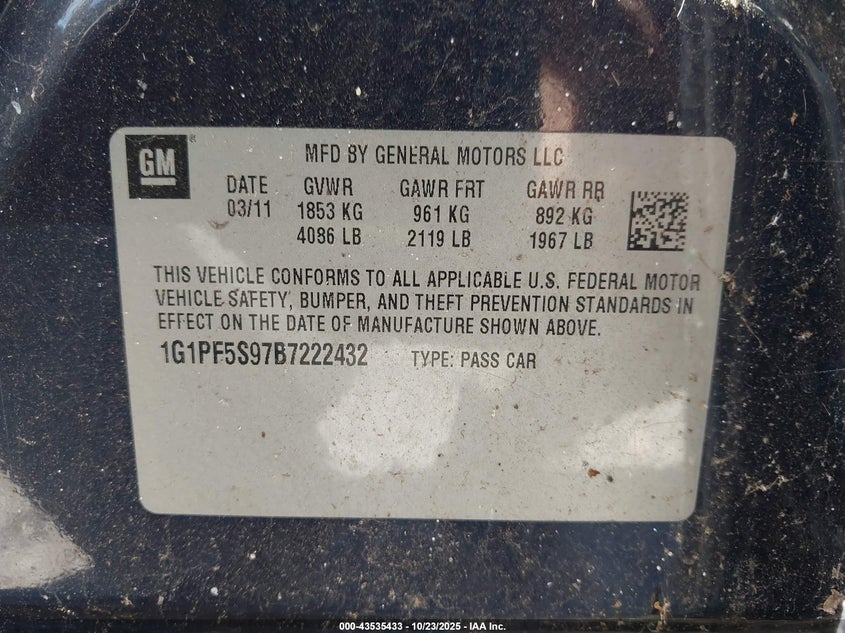 GM
MFD BY GENERAL MOTORS LLC
DATE GVWR GAWR FRT GAWR RR
03/11 1853 KG 961 KG 892 KG
4086 LB 2119 LB 1967 LB
THIS VEHICLE CONFORMS TO ALL APPLICABLE U.S. FEDERAL MOTOR
VEHICLE SAFETY, BUMPER, AND THEFT PREVENTION STANDARDS IN
EFFECT ON THE DATE OF MANUFACTURE SHOWN ABOVE.
1G1PF5S97B7222432 TYPE: PASS CAR
000-43535433 - 10/23/2025 - IAA Inc.